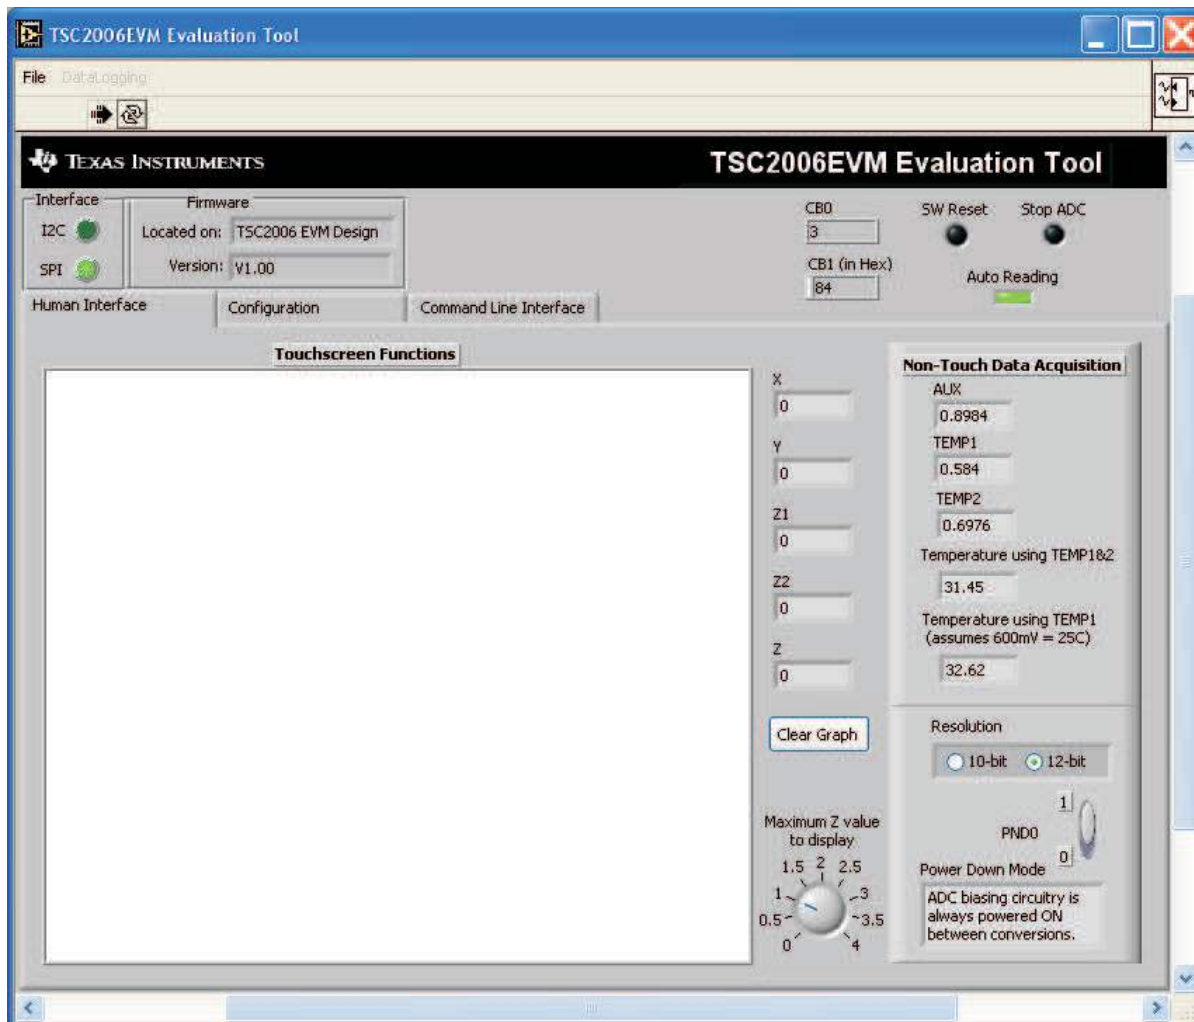 TSC2006EVM Evaluation Tool
File DataLogging
TEXAS INSTRUMENTS
TSC2006EVM Evaluation Tool
Interface
I2C
SPI
Firmware
Located on: TSC2006 EVM Design
Version: V1.00
CB0
3
CB1 (in Hex)
84
SW Reset
Stop ADC
Auto Reading
Human Interface
Configuration
Command Line Interface
Touchscreen Functions
X
0
Y
0
Z1
0
Z2
0
Z
0
Clear Graph
Maximum Z value
to display
0 0.5 1 1.5 2 2.5 3 3.5 4
Non-Touch Data Acquisition
AUX
0.8984
TEMP1
0.584
TEMP2
0.6976
Temperature using TEMP1&2
31.45
Temperature using TEMP1
(assumes 600mV = 25C)
32.62
Resolution
10-bit 12-bit
1
PND0
0
Power Down Mode
ADC biasing circuitry is
always powered ON
between conversions.